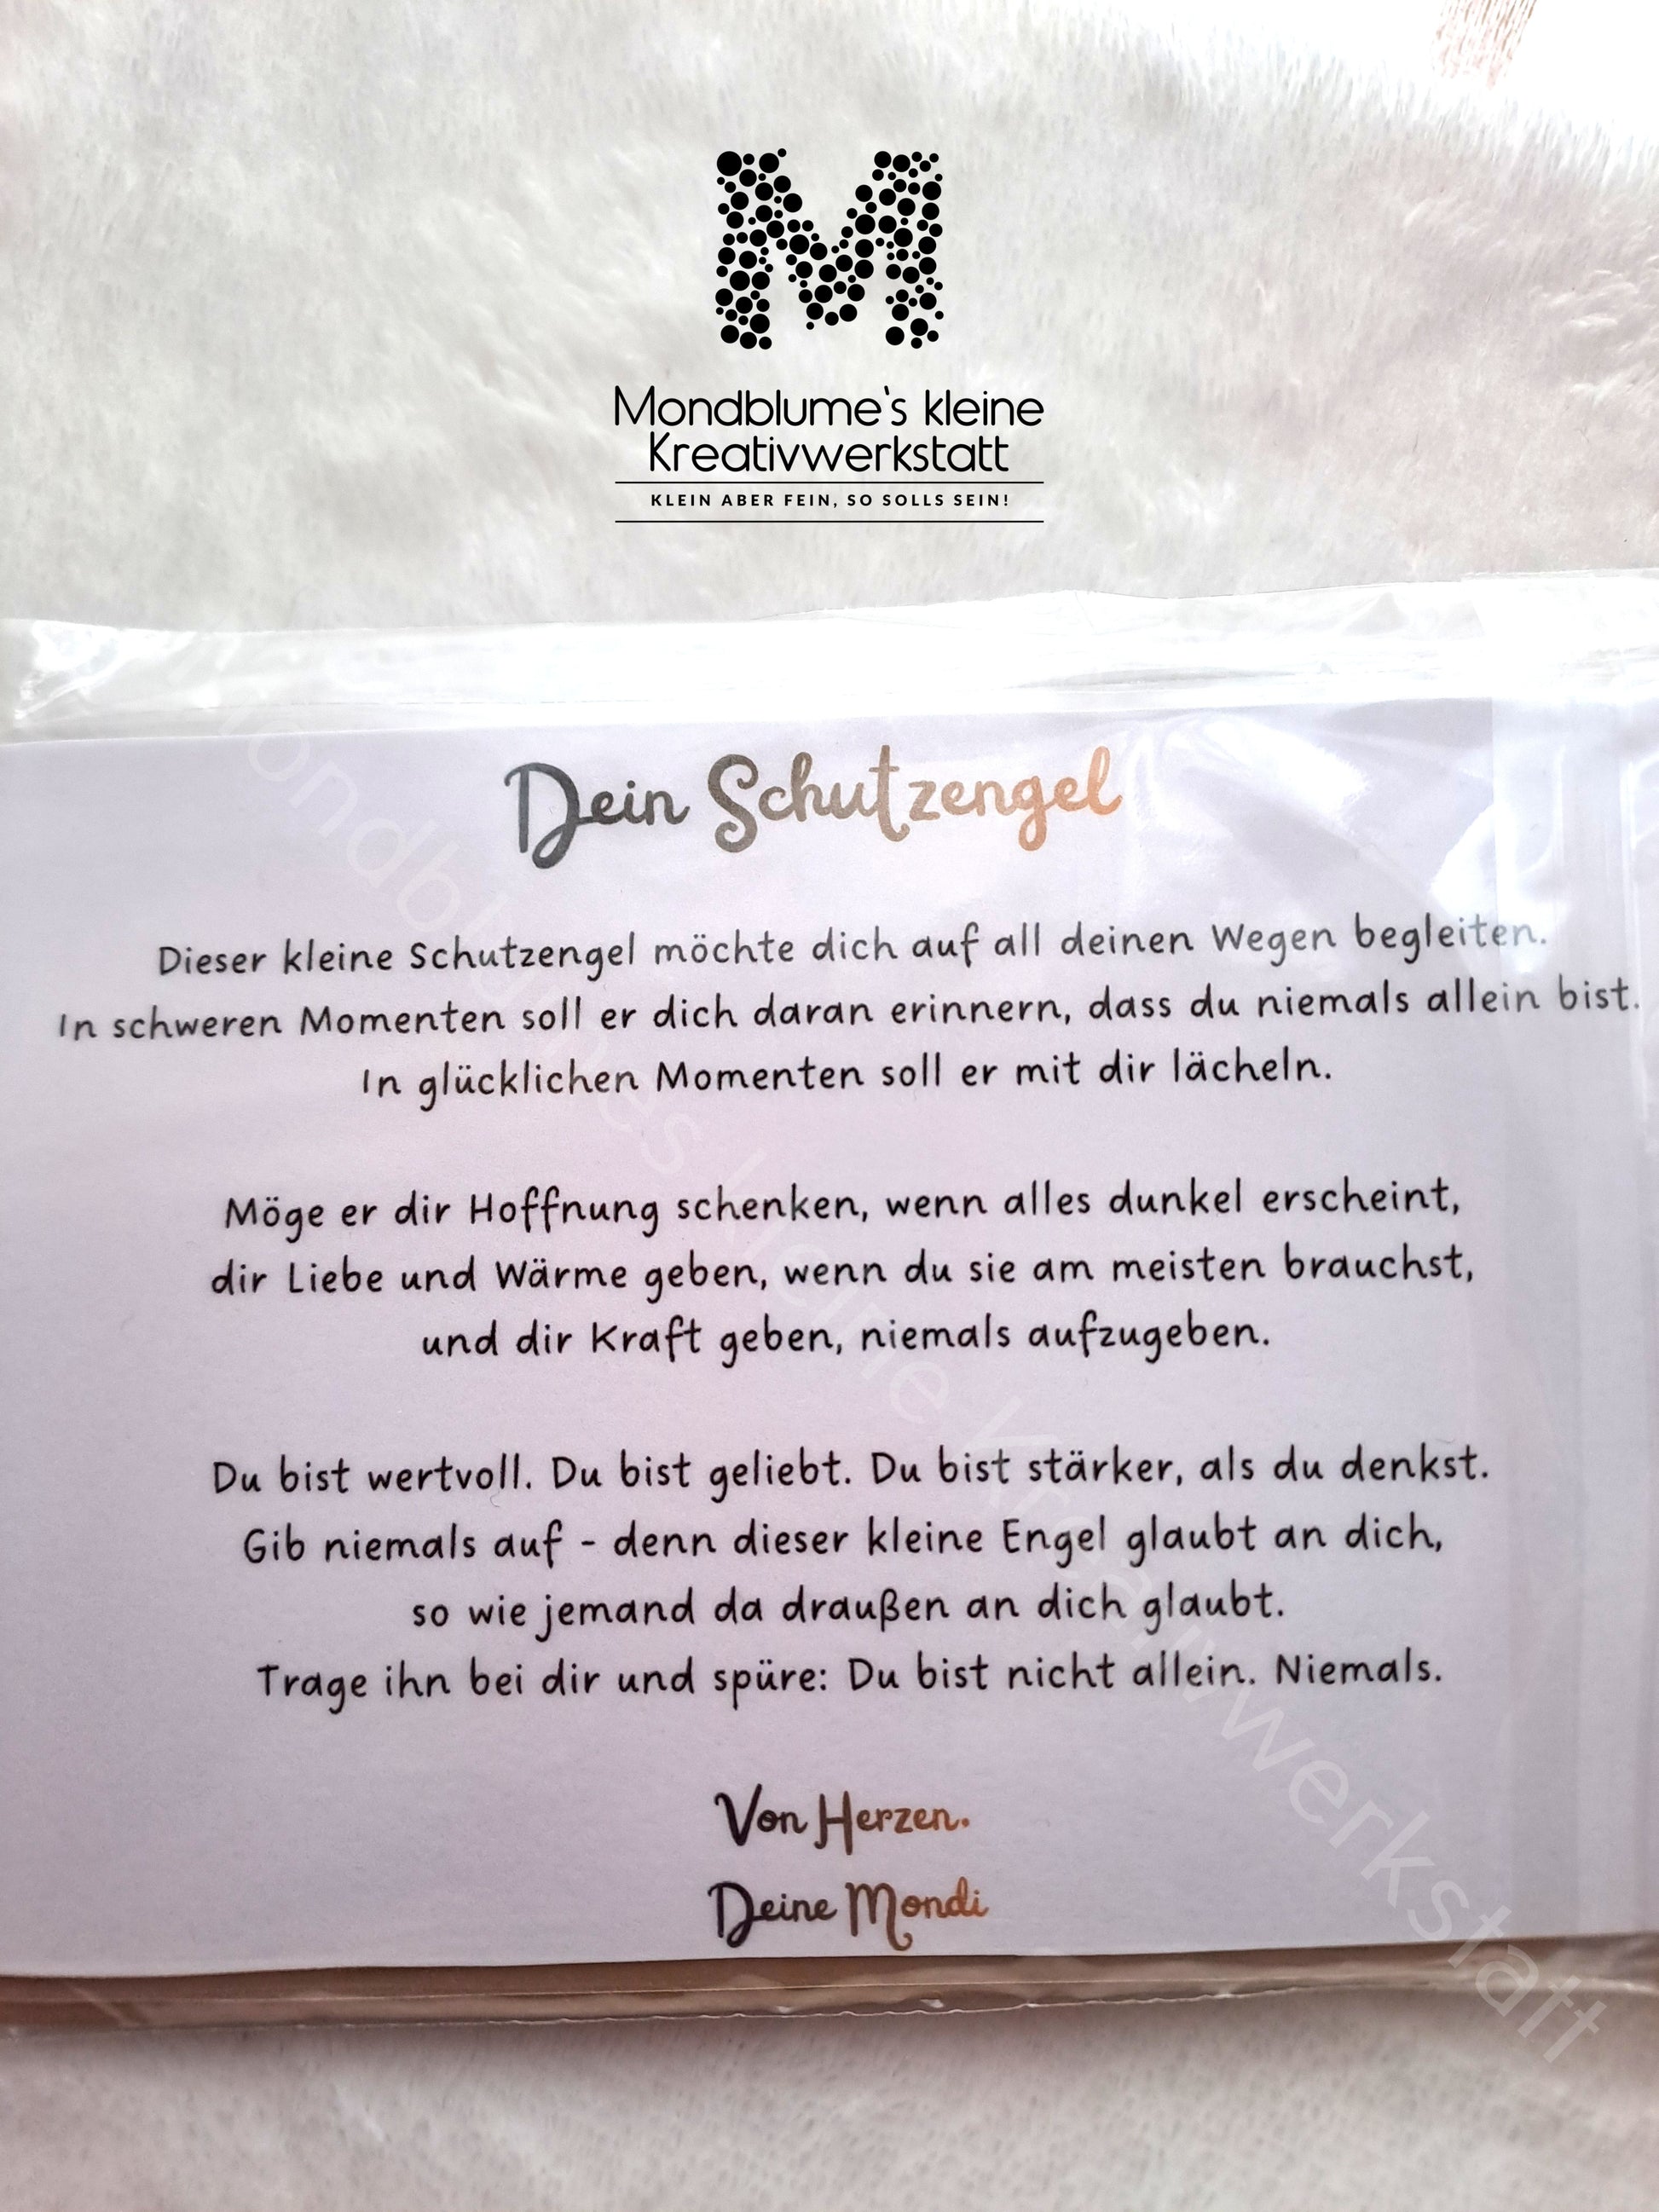 M
Mondblume's kleine
Kreativwerkstatt
KLEIN ABER FEIN, SO SOLLS SEIN!
Dein Schutzengel
Dieser kleine Schutzengel möchte dich auf all deinen Wegen begleiten.
In schweren Momenten soll er dich daran erinnern, dass du niemals allein bist.
In glücklichen Momenten soll er mit dir lächeln.
Möge er dir Hoffnung schenken, wenn alles dunkel erscheint,
dir Liebe und Wärme geben, wenn du sie am meisten brauchst,
und dir Kraft geben, niemals aufzugeben.
Du bist wertvoll. Du bist geliebt. Du bist stärker, als du denkst.
Gib niemals auf - denn dieser kleine Engel glaubt an dich,
so wie jemand da draußen an dich glaubt.
Trage ihn bei dir und spüre: Du bist nicht allein. Niemals.
Von Herzen.
Deine Mondi
Mondblumes kleine Kreativwerkstatt